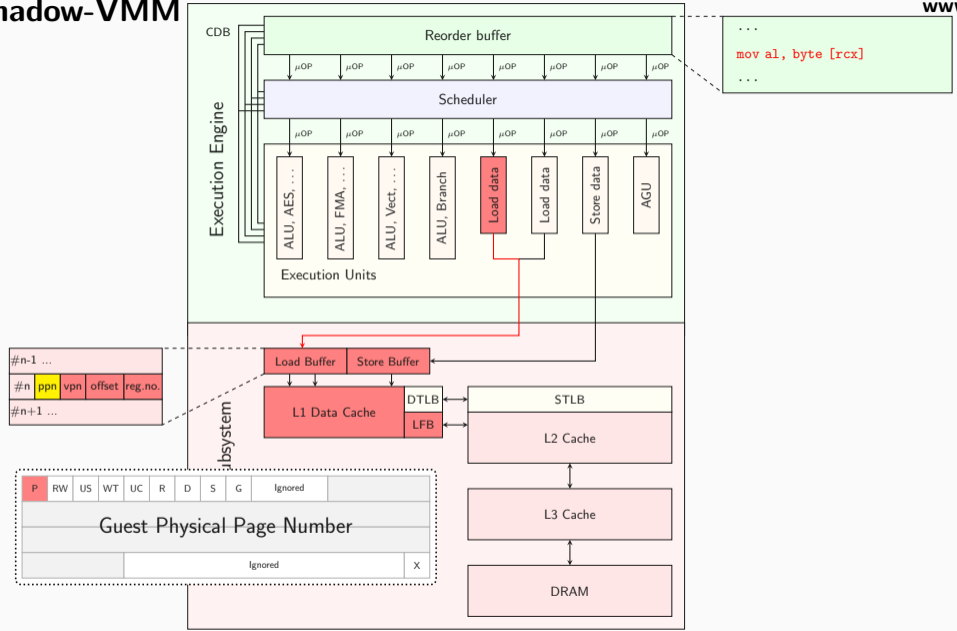 hadow-VMM
www
CDB
Reorder buffer
...
mov al, byte [rcx]
...
μOP μOP μOP μOP μOP μOP μOP μOP
Scheduler
μOP μOP μOP μOP μOP μOP μOP μOP
Execution Engine
ALU, AES, ...
ALU, FMA, ...
ALU, Vect, ...
ALU, Branch
Load data
Load data
Store data
AGU
Execution Units
#n-1 ...
#n ppn vpn offset reg.no.
#n+1 ...
Load Buffer Store Buffer
L1 Data Cache
DTLB
STLB
LFB
L2 Cache
ubsystem
P RW US WT UC R D S G Ignored
Guest Physical Page Number
Ignored X
L3 Cache
DRAM